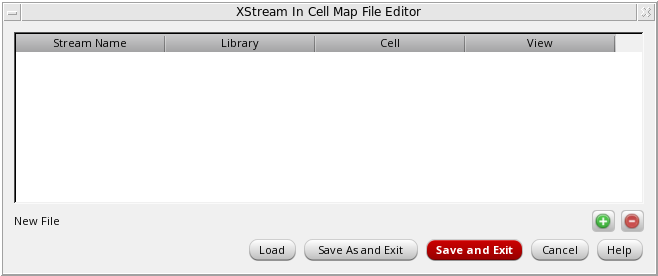 XStream In Cell Map File Editor
Stream Name Library Cell View
New File
Load Save As and Exit Save and Exit Cancel Help